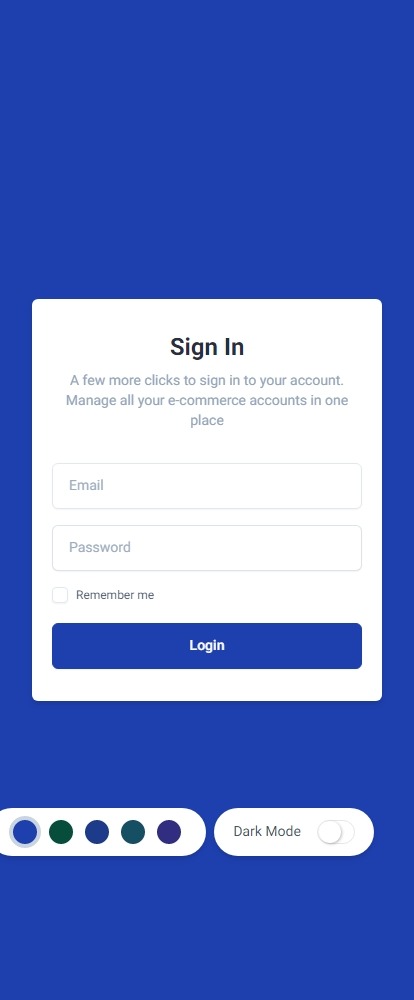 Sign In
A few more clicks to sign in to your account.
Manage all your e-commerce accounts in one
place
Email
Password
Remember me
Login
Dark Mode